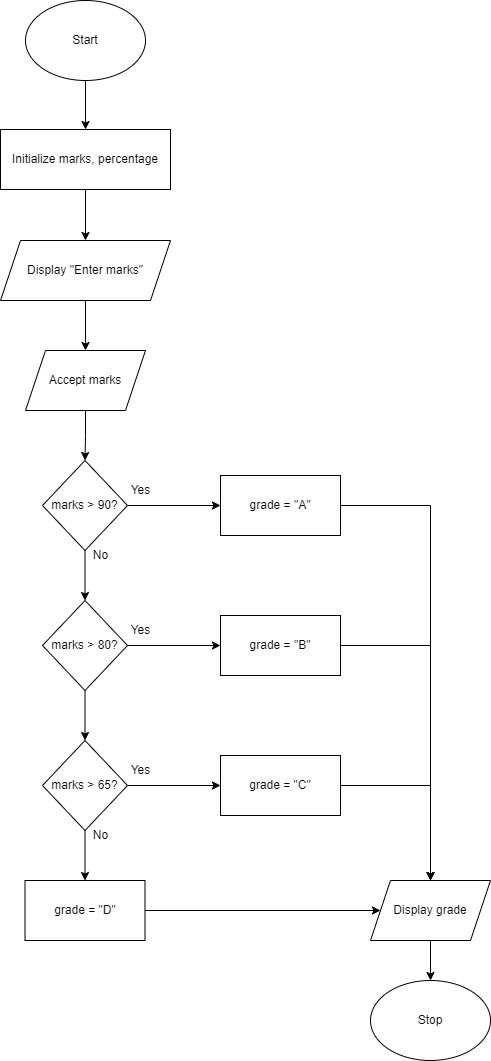 Start
Initialize marks, percentage
Display "Enter marks"
Accept marks
marks > 90?
Yes
grade = "A"
No
marks > 80?
Yes
grade = "B"
marks > 65?
Yes
grade = "C"
No
grade = "D"
Display grade
Stop